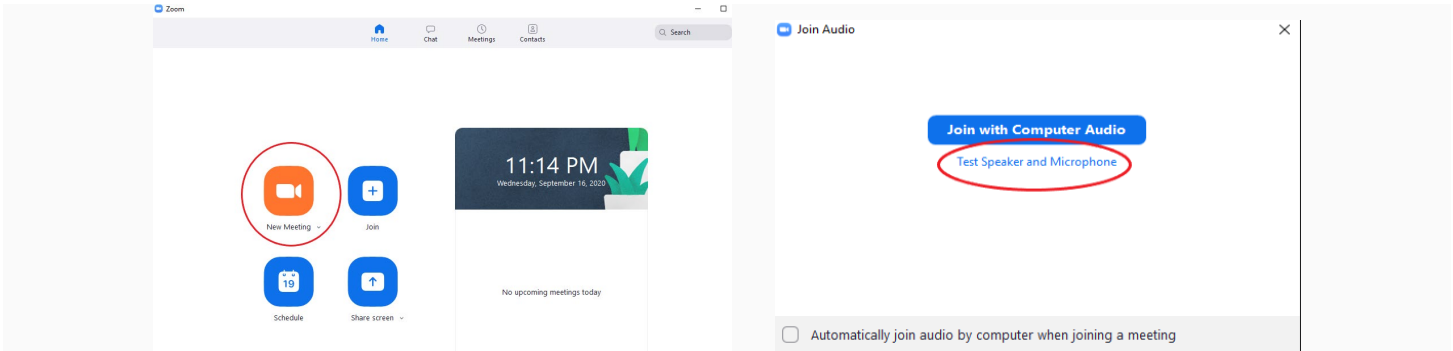 Zoom
Home
Chat
Meetings
Contacts
Search
11:14 PM
Wednesday, September 16, 2020
New Meeting
Join
19
Schedule
Share screen
No upcoming meetings today
Join Audio
Join with Computer Audio
Test Speaker and Microphone
Automatically join audio by computer when joining a meeting